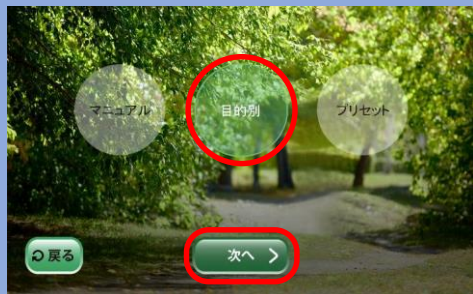 マニュアル
目的別
プリセット
戻る
次へ